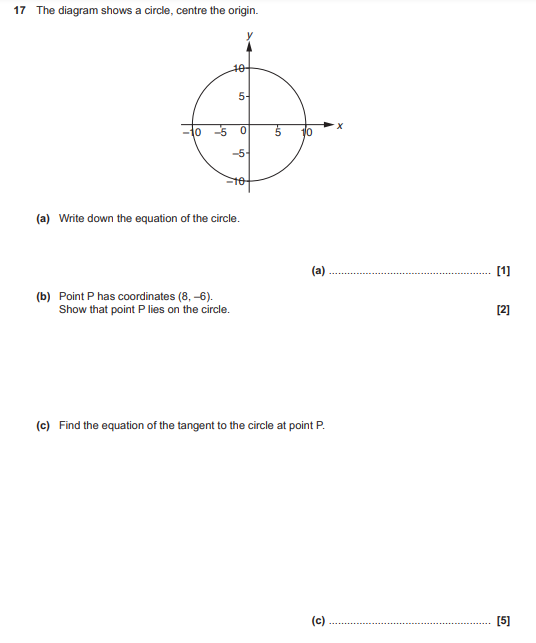 17 The diagram shows a circle, centre the origin.
y
10
5
–10 –5 0 5 10 x
–5
–10
(a) Write down the equation of the circle.
(a) ........................................................ [1]
(b) Point P has coordinates (8, –6).
Show that point P lies on the circle. [2]
(c) Find the equation of the tangent to the circle at point P.
(c) ........................................................ [5]